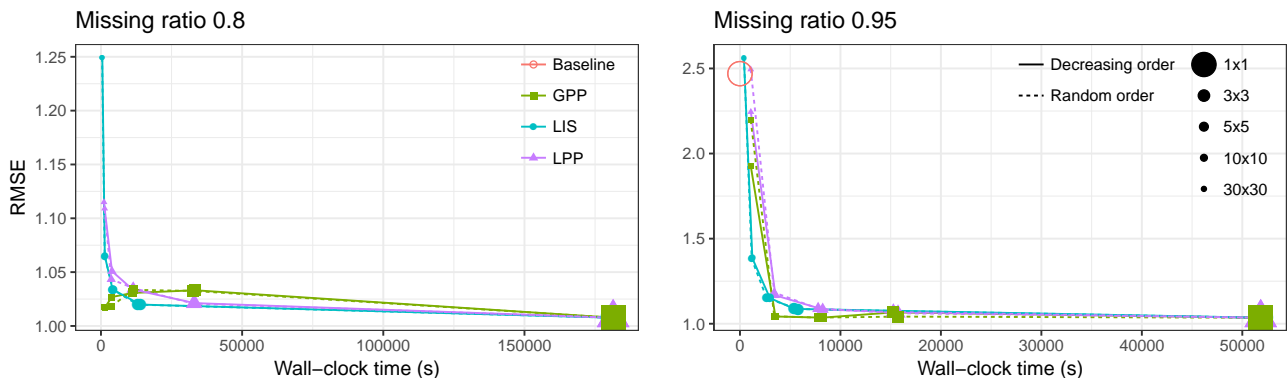 Missing ratio 0.8
Missing ratio 0.95
RMSE
1.25
1.20
1.15
1.10
1.05
1.00
Baseline
GPP
LIS
LPP
0
50000
100000
150000
Wall−clock time (s)
2.5
2.0
1.5
1.0
Decreasing order
Random order
1x1
3x3
5x5
10x10
30x30
0
10000
20000
30000
40000
50000
Wall−clock time (s)